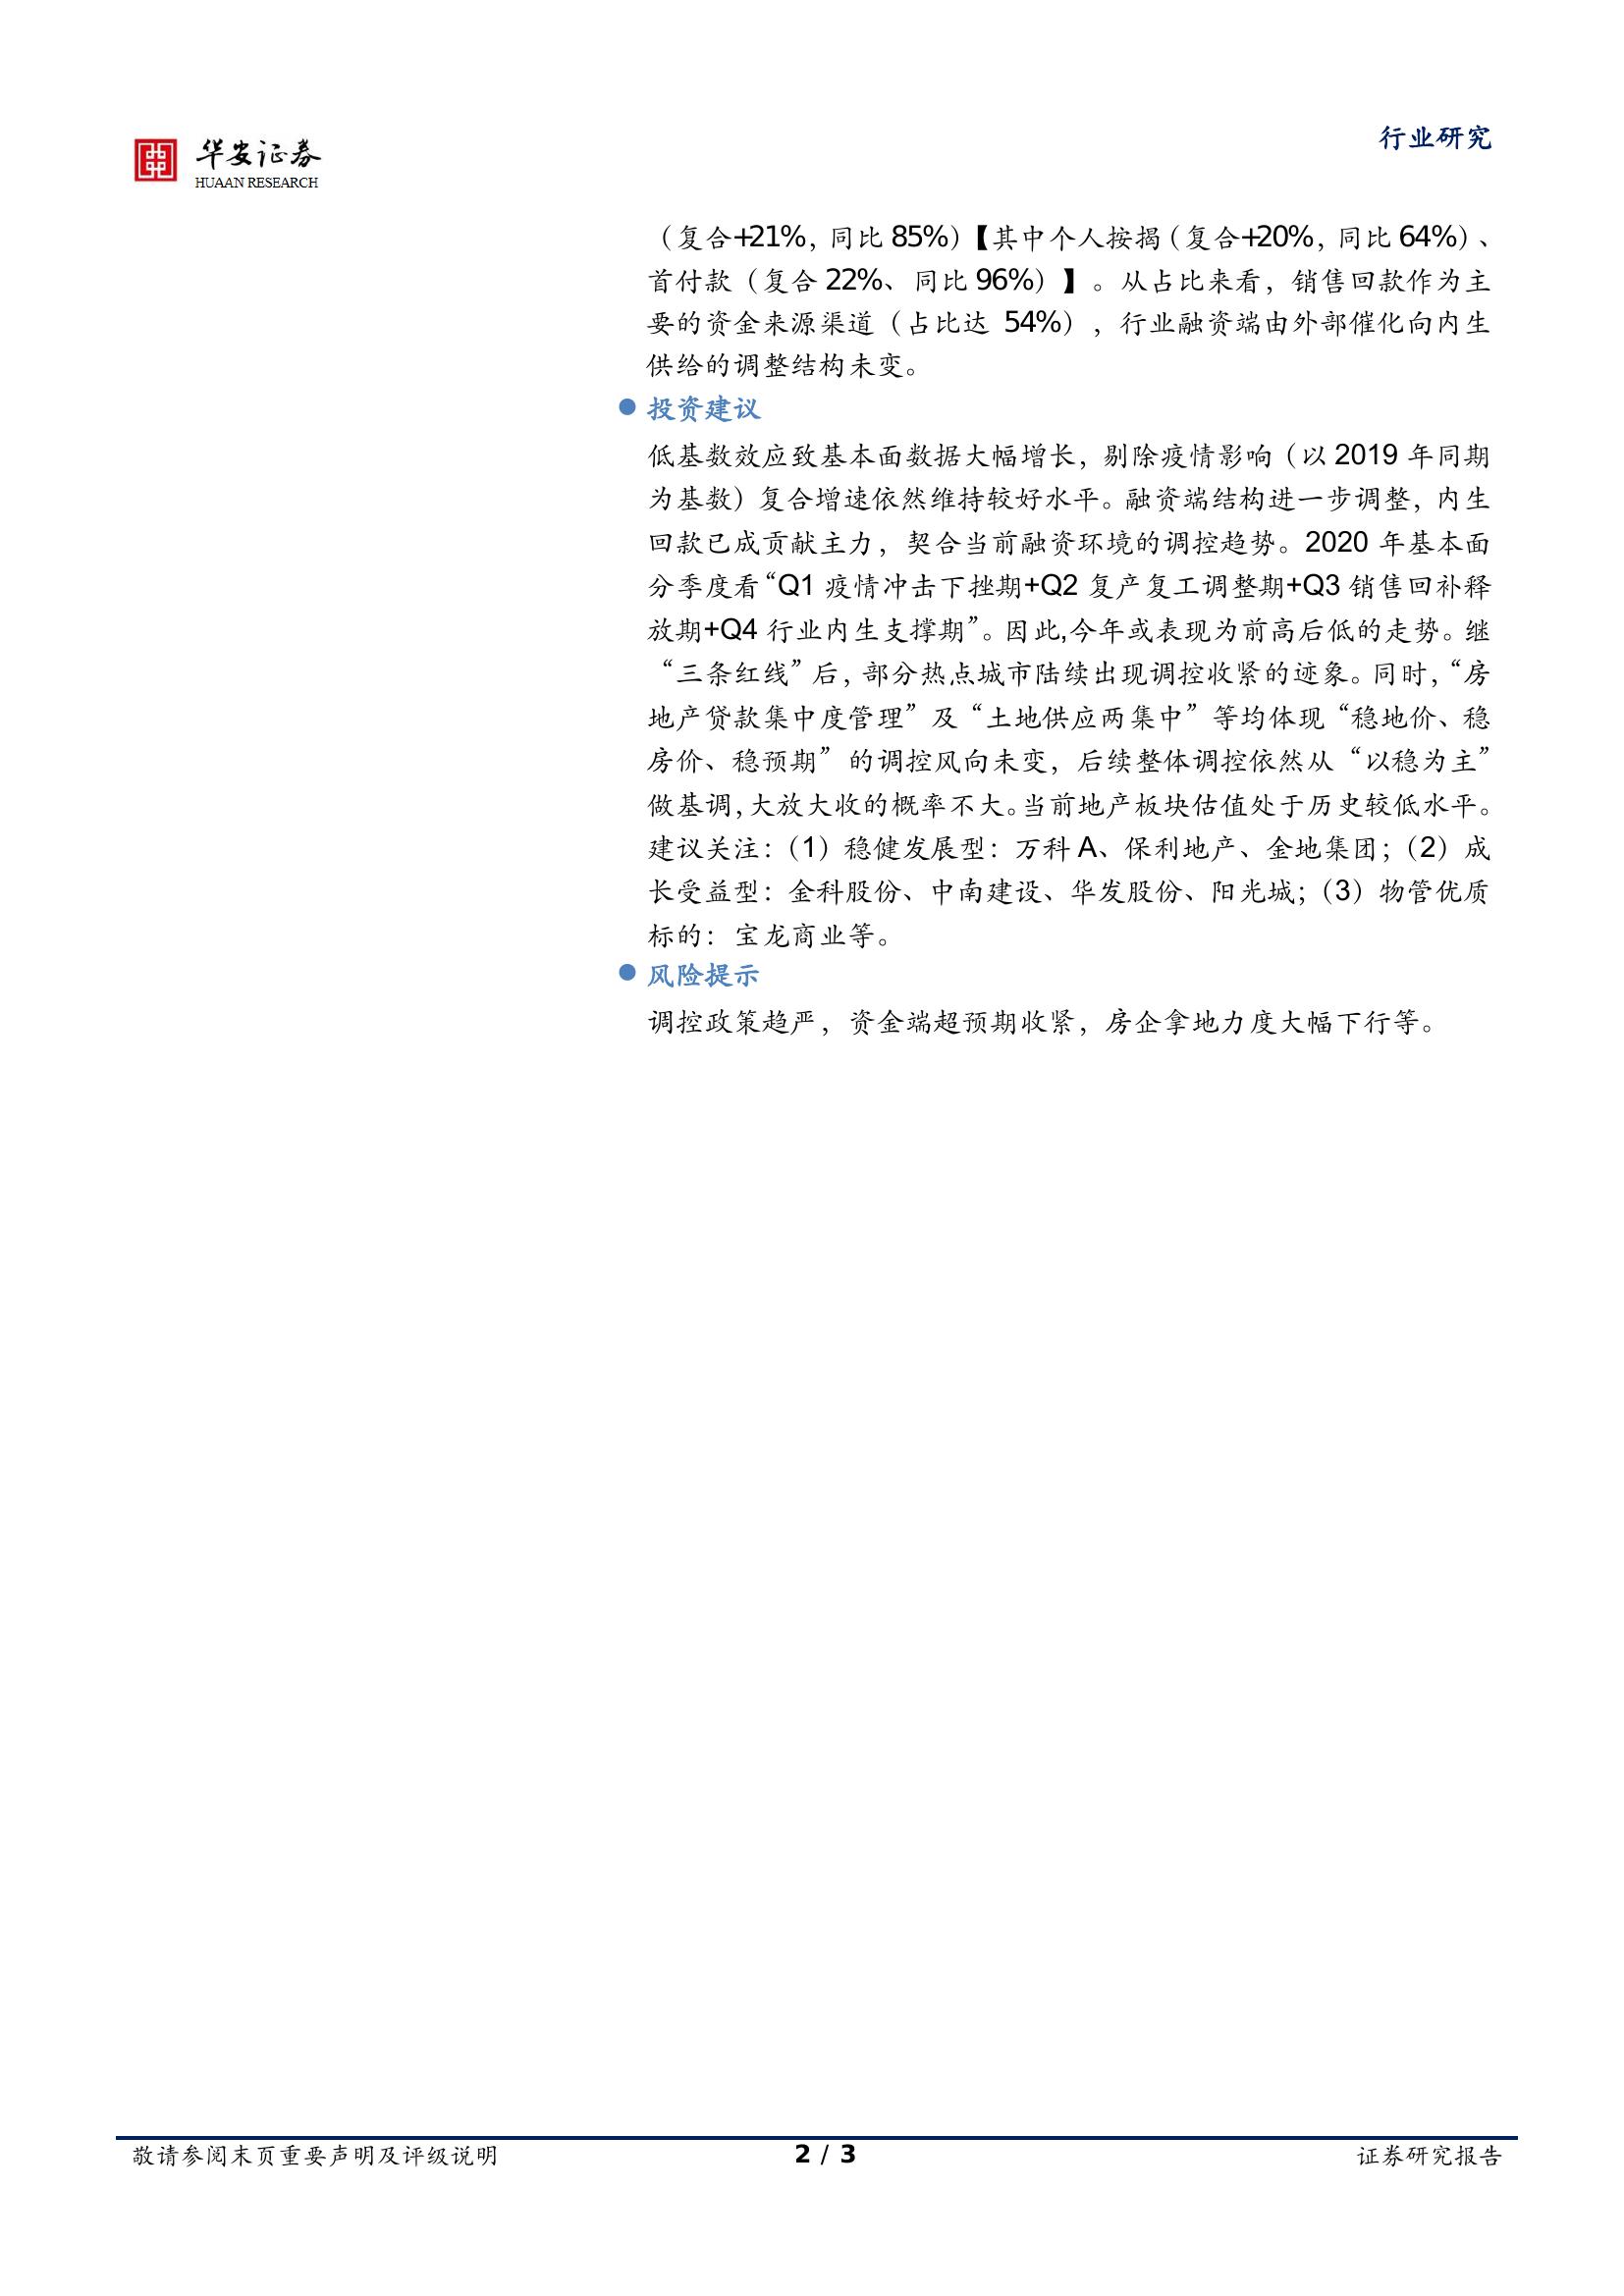 华安证券
HUAAN RESEARCH
行业研究
（复合+21%，同比 85%）【其中个人按揭（复合+20%，同比 64%）、
首付款（复合 22%、同比 96%）】。从占比来看，销售回款作为主
要的资金来源渠道（占比达 54%），行业融资端由外部催化向内生
供给的调整结构未变。
● 投资建议
低基数效应致基本面数据大幅增长，剔除疫情影响（以 2019 年同期
为基数）复合增速依然维持较好水平。融资端结构进一步调整，内生
回款已成贡献主力，契合当前融资环境的调控趋势。2020 年基本面
分季度看“Q1 疫情冲击下挫期+Q2 复产复工调整期+Q3 销售回补释
放期+Q4 行业内生支撑期”。因此,今年或表现为前高后低的走势。继
“三条红线”后，部分热点城市陆续出现调控收紧的迹象。同时，“房
地产贷款集中度管理”及“土地供应两集中”等均体现“稳地价、稳
房价、稳预期”的调控风向未变，后续整体调控依然从“以稳为主”
做基调，大放大收的概率不大。当前地产板块估值处于历史较低水平。
建议关注：（1）稳健发展型：万科 A、保利地产、金地集团；（2）成
长受益型：金科股份、中南建设、华发股份、阳光城；（3）物管优质
标的：宝龙商业等。
● 风险提示
调控政策趋严，资金端超预期收紧，房企拿地力度大幅下行等。
敬请参阅末页重要声明及评级说明
2 / 3
证券研究报告